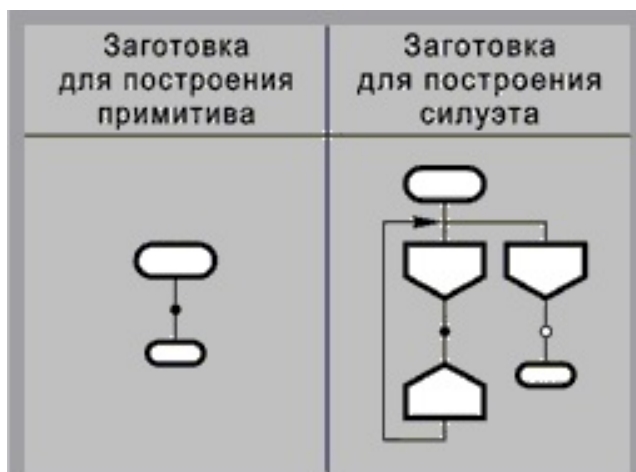 Заготовка
для построения
примитива
Заготовка
для построения
силуэта